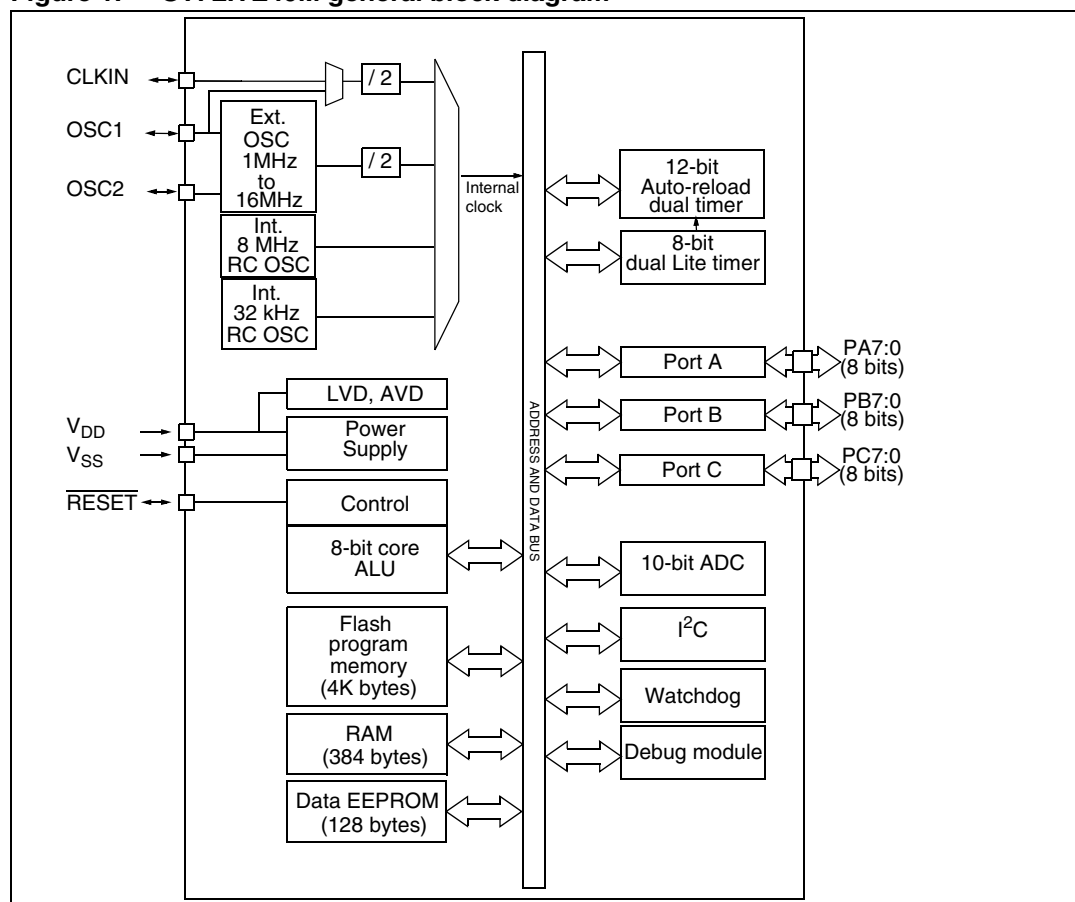 CLKIN
/ 2
OSC1
Ext.
OSC
1MHz
to
16MHz
/ 2
OSC2
Internal
clock
Int.
8 MHz
RC OSC
Int.
32 kHz
RC OSC
12-bit
Auto-reload
dual timer
8-bit
dual Lite timer
LVD, AVD
VDD
VSS
Power
Supply
RESET
Control
8-bit core
ALU
Flash
program
memory
(4K bytes)
RAM
(384 bytes)
Data EEPROM
(128 bytes)
ADDRESS AND DATA BUS
Port A
PA7:0
(8 bits)
Port B
PB7:0
(8 bits)
Port C
PC7:0
(8 bits)
10-bit ADC
I²C
Watchdog
Debug module